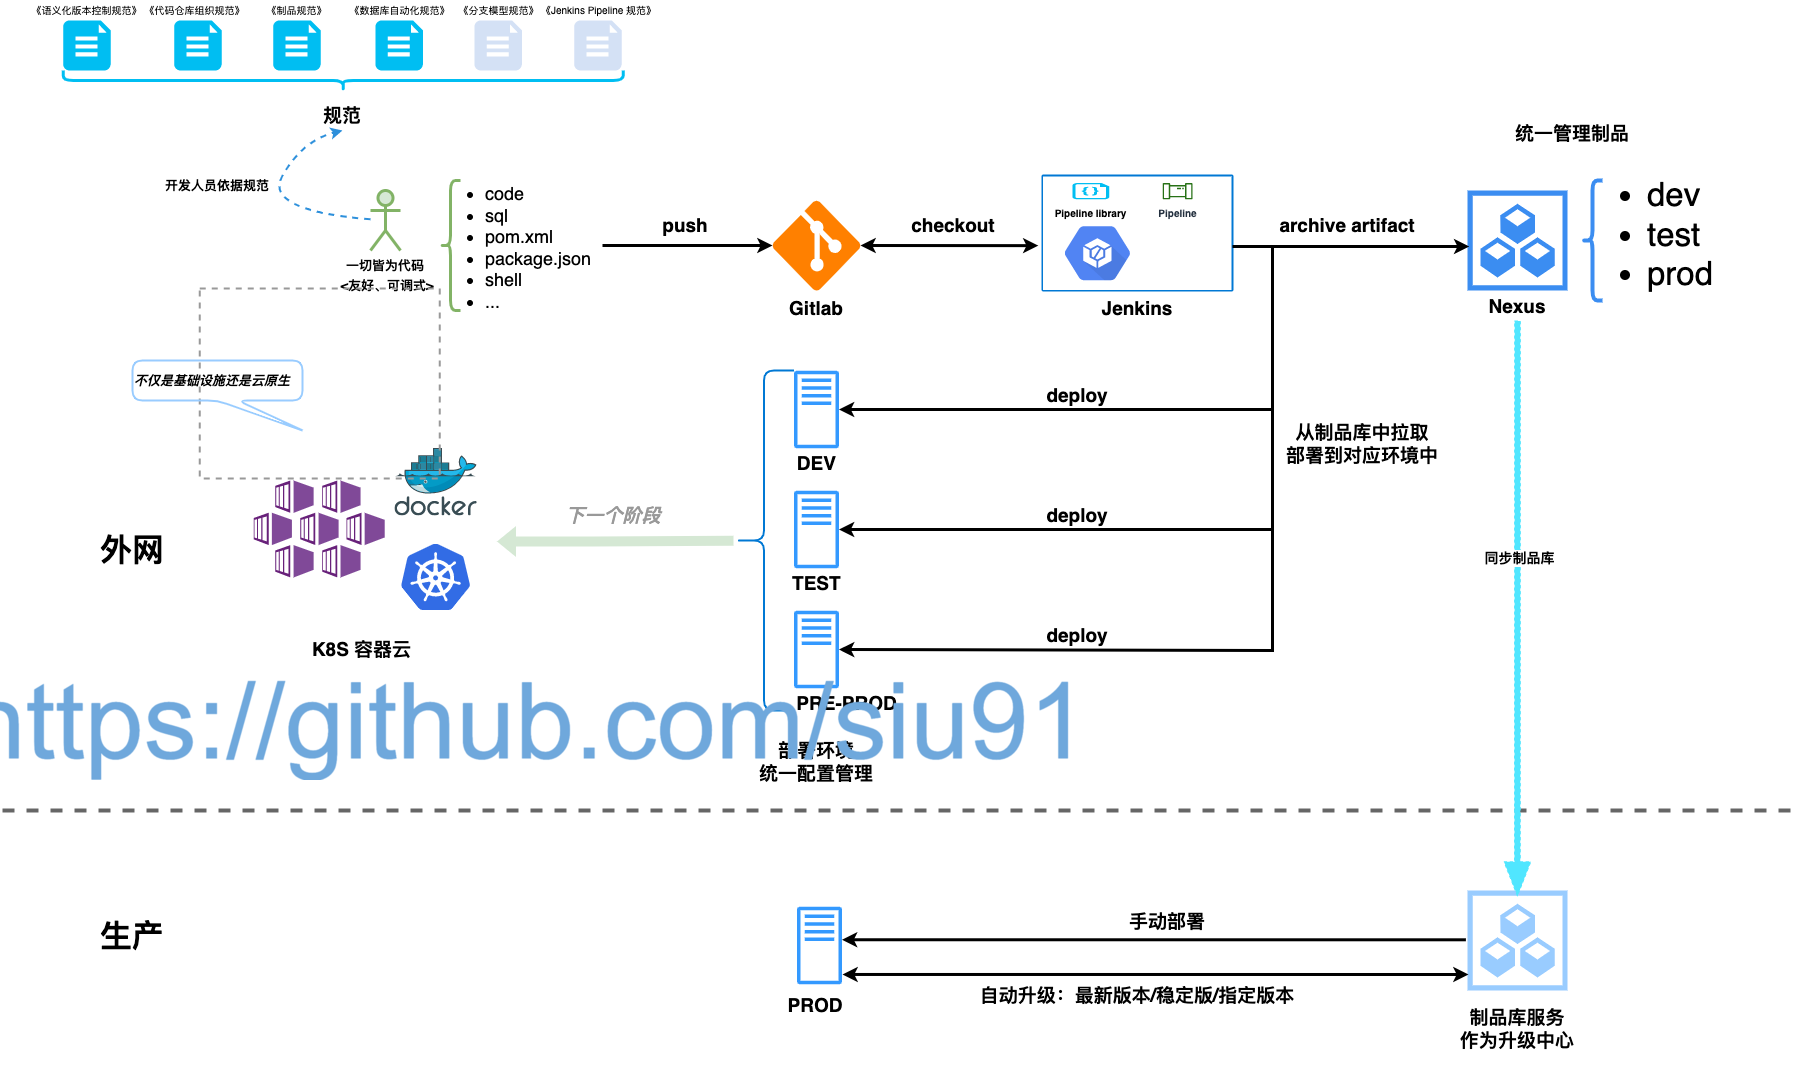 《语义化版本控制规范》
《代码仓库组织规范》
《制品规范》
《数据库自动化规范》
《分支模型规范》
《Jenkins Pipeline 规范》
规范
开发人员依据规范
一切皆为代码
<友好、可调式>
• code
• sql
• pom.xml
• package.json
• shell
• ...
push
Gitlab
checkout
Pipeline library
Pipeline
Jenkins
archive artifact
统一管理制品
Nexus
• dev
• test
• prod
不仅是基础设施还是云原生
docker
K8S 容器云
外网
下一个阶段
deploy
DEV
deploy
TEST
deploy
PRE-PROD
部署环境
统一配置管理
从制品库中拉取
部署到对应环境中
同步制品库
https://github.com/siu91
生产
PROD
手动部署
自动升级：最新版本/稳定版/指定版本
制品库服务
作为升级中心